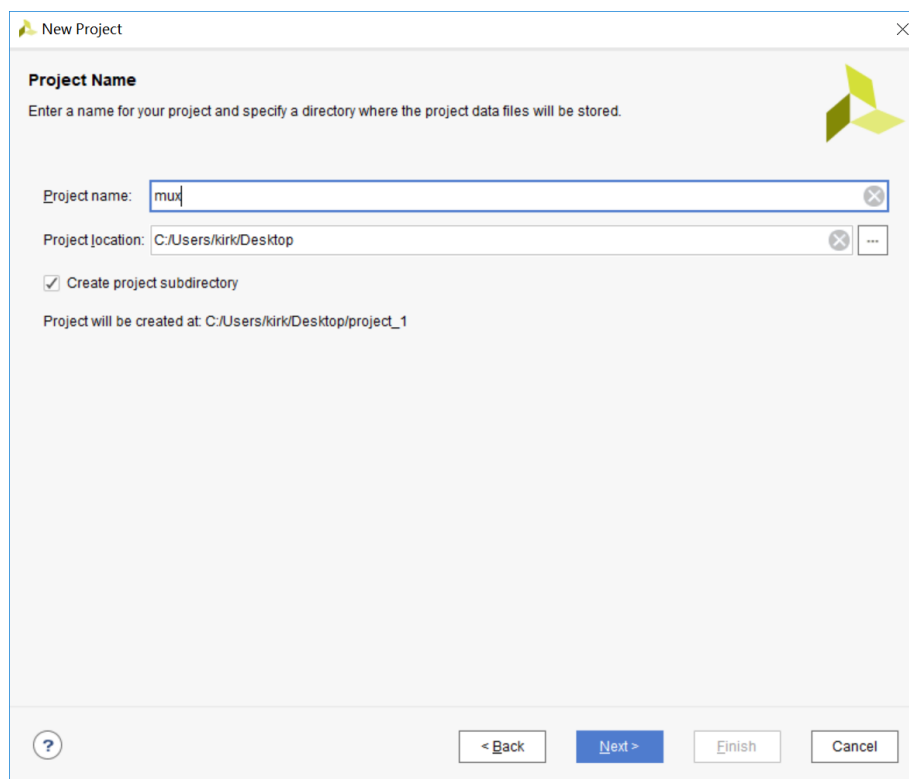 New Project
Project Name
Enter a name for your project and specify a directory where the project data files will be stored.
Project name: mux
Project location: C:/Users/kirk/Desktop ...
Create project subdirectory
Project will be created at: C:/Users/kirk/Desktop/project_1
? < Back Next > Finish Cancel